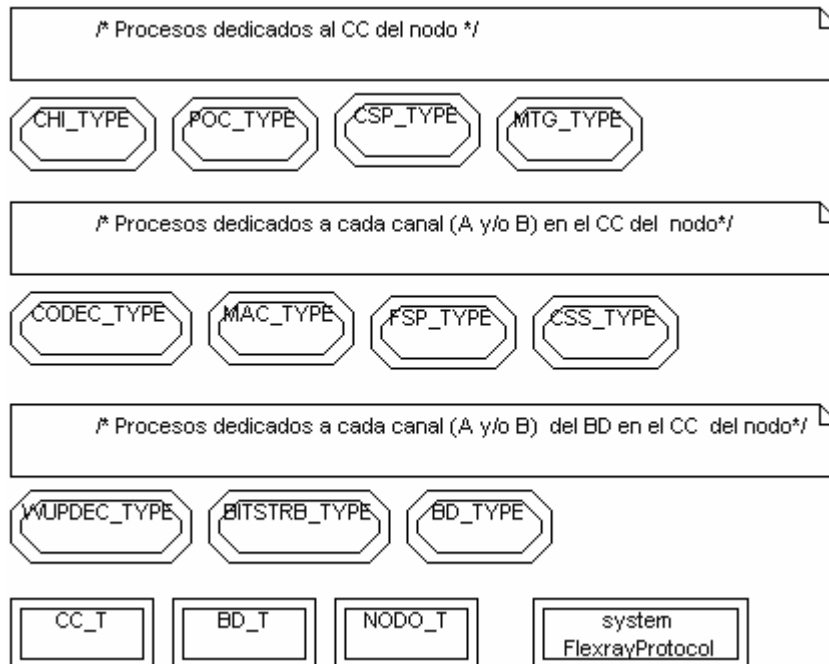 /* Procesos dedicados al CC del nodo */
CHI_TYPE POC_TYPE CSP_TYPE MTG_TYPE
/* Procesos dedicados a cada canal (A y/o B) en el CC del nodo*/
CODEC_TYPE MAC_TYPE FSP_TYPE CSS_TYPE
/* Procesos dedicados a cada canal (A y/o B) del BD en el CC del nodo*/
WUPDEC_TYPE BITSTRB_TYPE BD_TYPE
CC_T BD_T NODO_T system
FlexrayProtocol